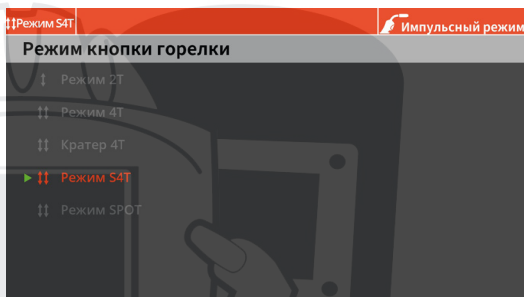 Режим S4T
Импульсный режим
Режим кнопки горелки
Режим 2T
Режим 4T
Кратер 4T
Режим S4T
Режим SPOT